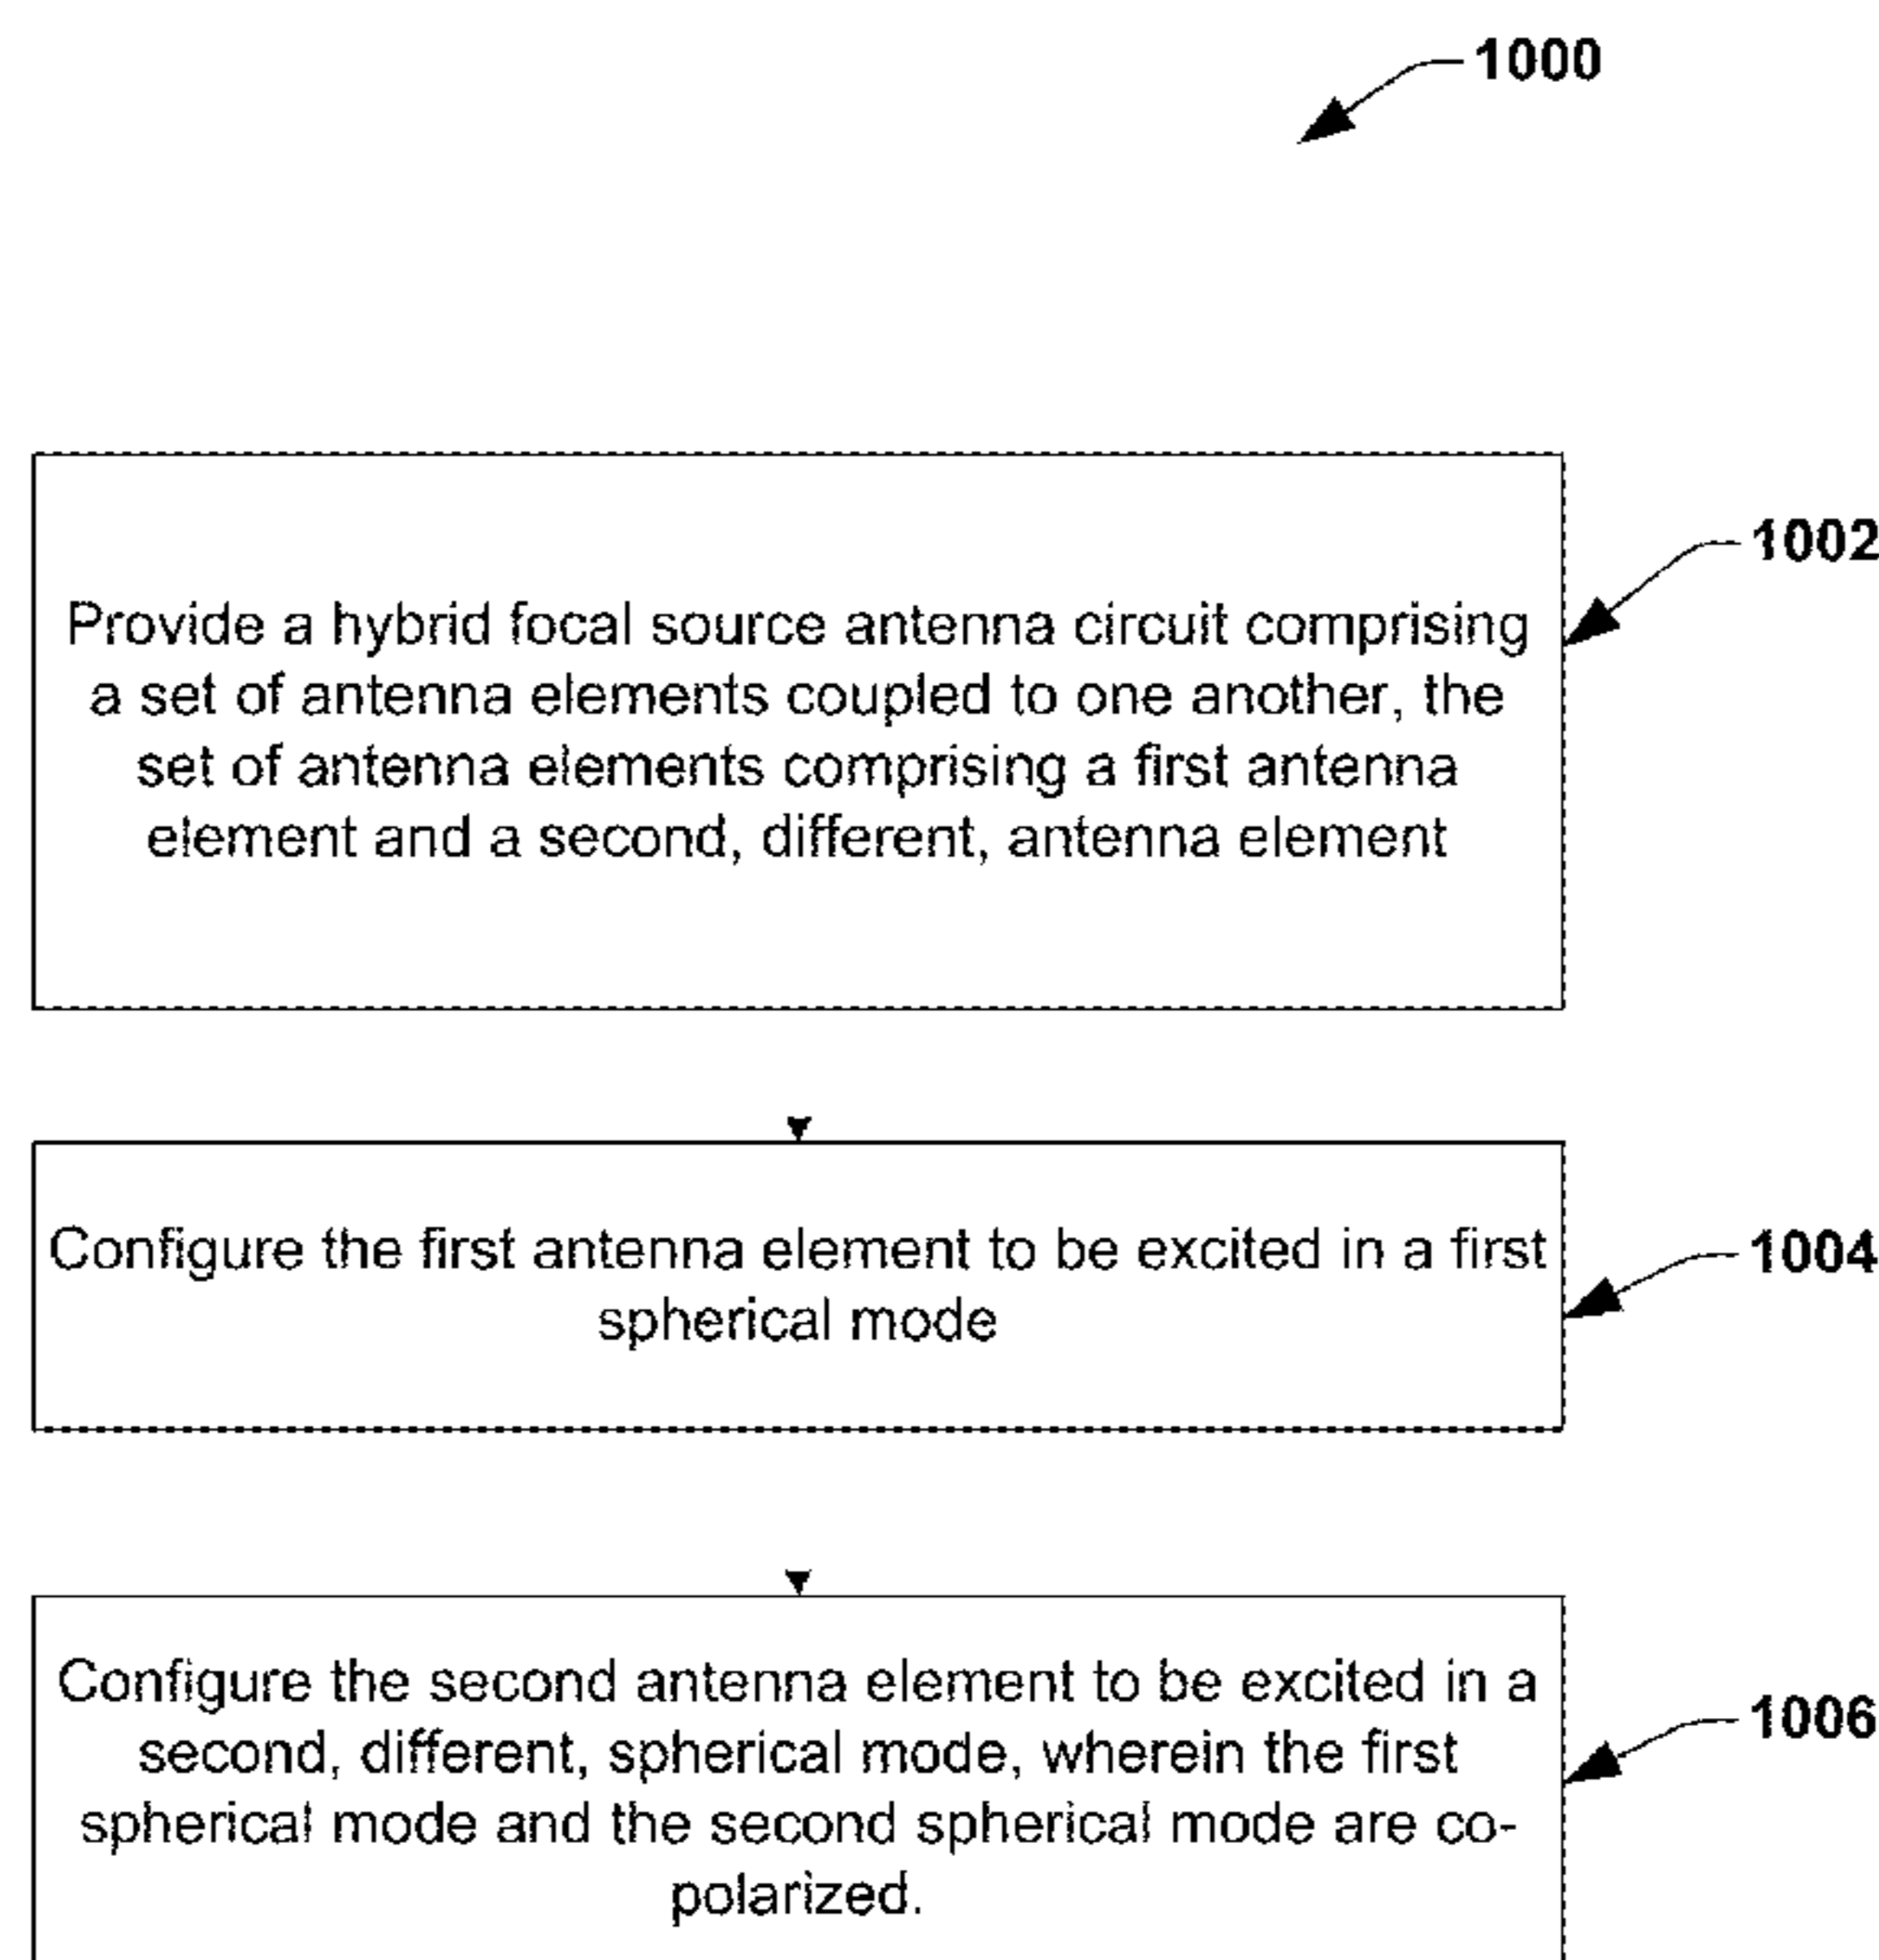 1000
1002
Provide a hybrid focal source antenna circuit comprising
a set of antenna elements coupled to one another, the
set of antenna elements comprising a first antenna
element and a second, different, antenna element
1004
Configure the first antenna element to be excited in a first
spherical mode
1006
Configure the second antenna element to be excited in a
second, different, spherical mode, wherein the first
spherical mode and the second spherical mode are co-
polarized.